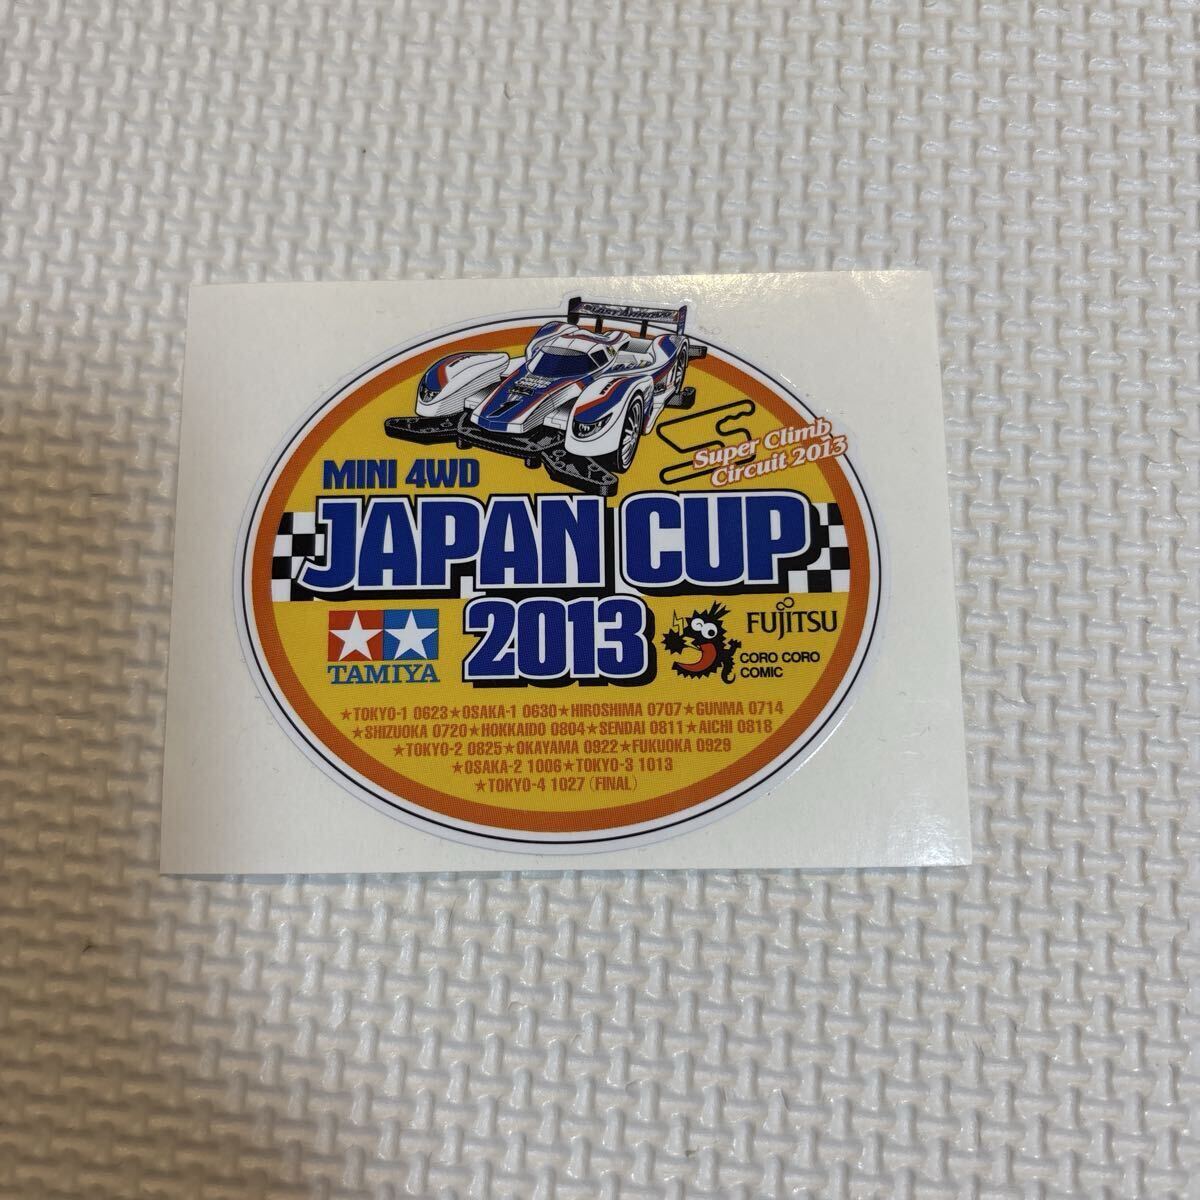 MINI 4WD
Super Climb
Circuit 2013
JAPAN CUP
2013
TAMIYA
FUJITSU
CORO CORO
COMIC
★TOKYO-1 0623★OSAKA-1 0630★HIROSHIMA 0707★GUNMA 0714
★SHIZUOKA 0720★HOKKAIDO 0804★SENDAI 0811★AICHI 0818
★TOKYO-2 0825★OKAYAMA 0922★FUKUOKA 0929
★OSAKA-2 1006★TOKYO-3 1013
★TOKYO-4 1027 (FINAL)